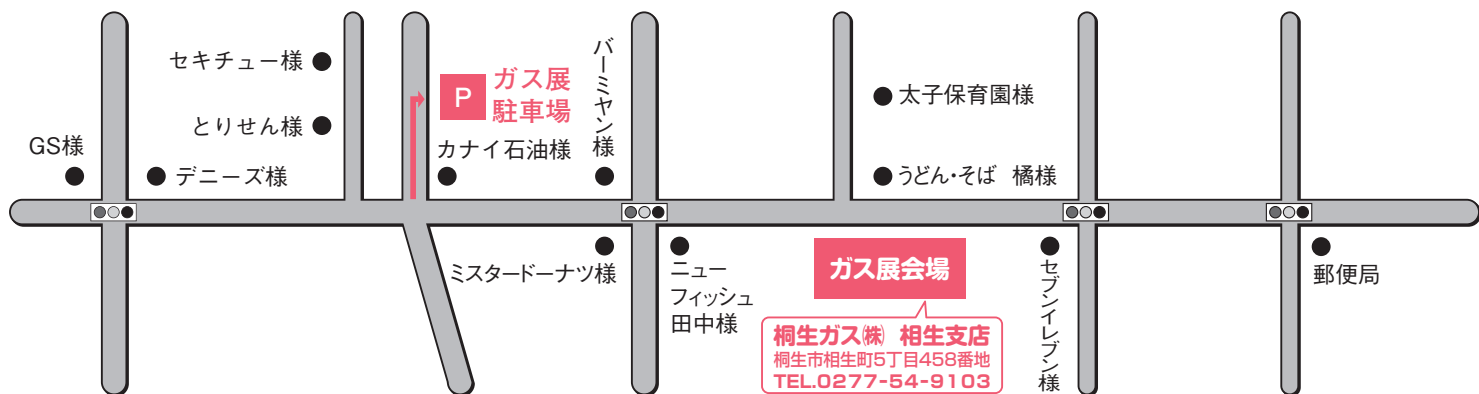 セキチュー様
とりせん様
GS様
デニーズ様
P
ガス展
駐車場
カナイ石油様
バーミヤン様
太子保育園様
うどん・そば 橘様
ミスタードーナツ様
ニュー
フィッシュ
田中様
ガス展会場
桐生ガス㈱ 相生支店
桐生市相生町5丁目458番地
TEL.0277-54-9103
セブンイレブン様
郵便局